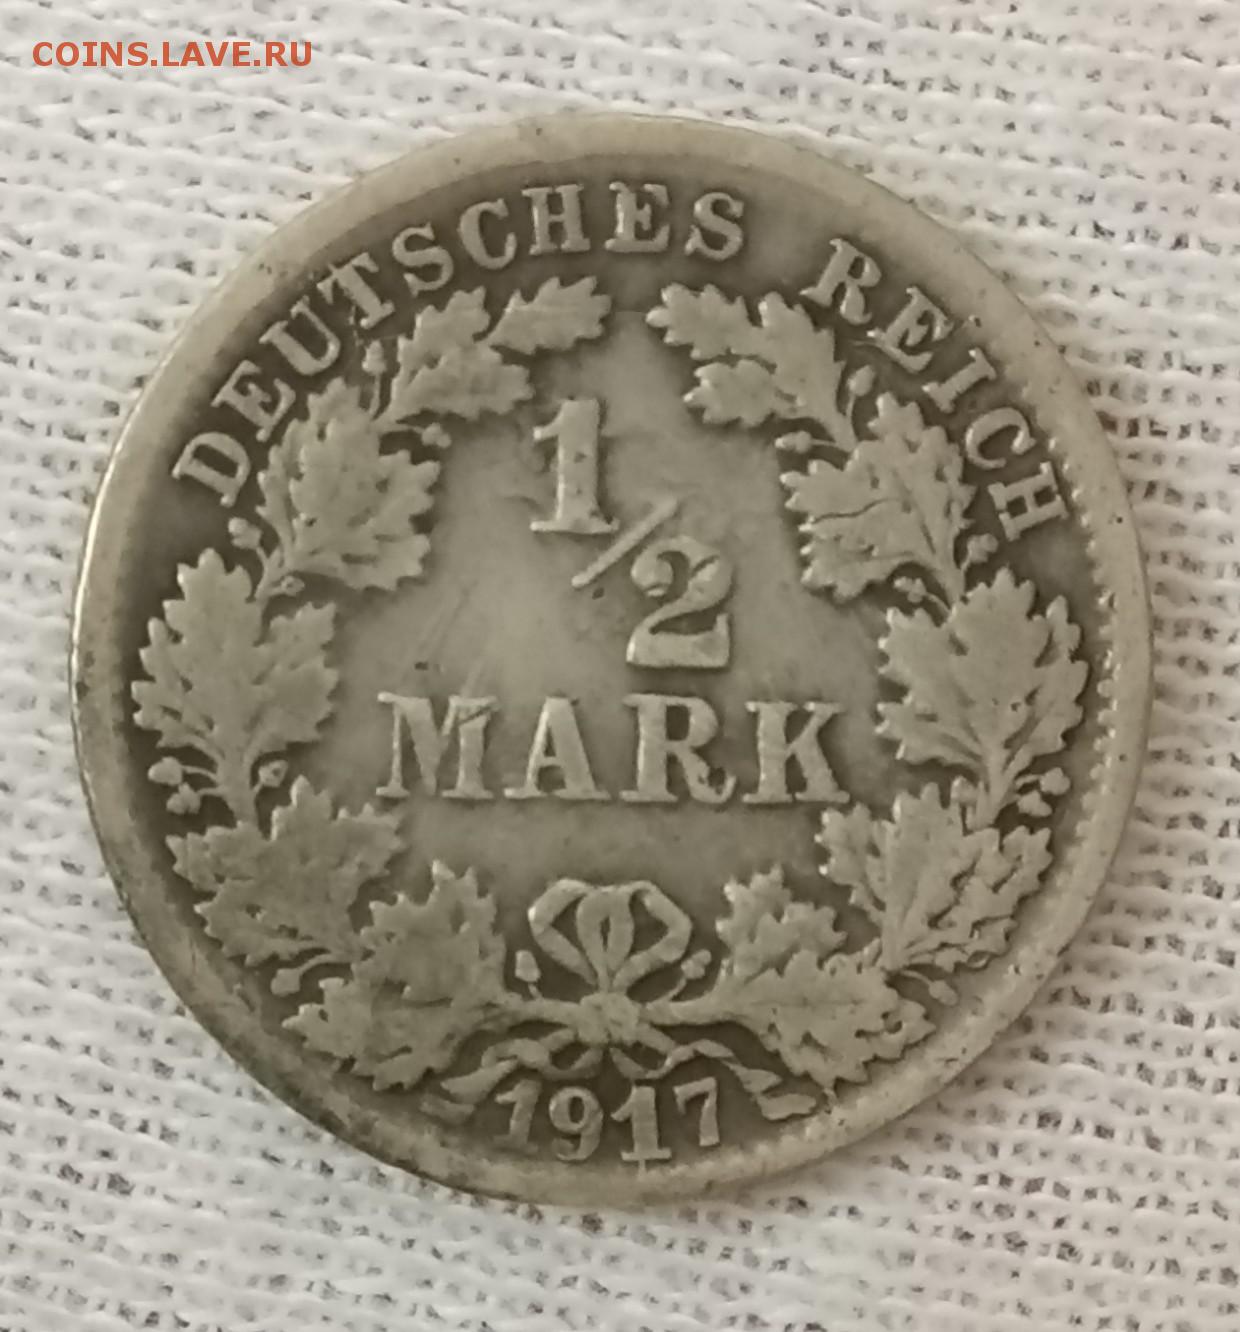 COINS.LAVE.RU
DEUTSCHES REICH
1/2
MARK
1917